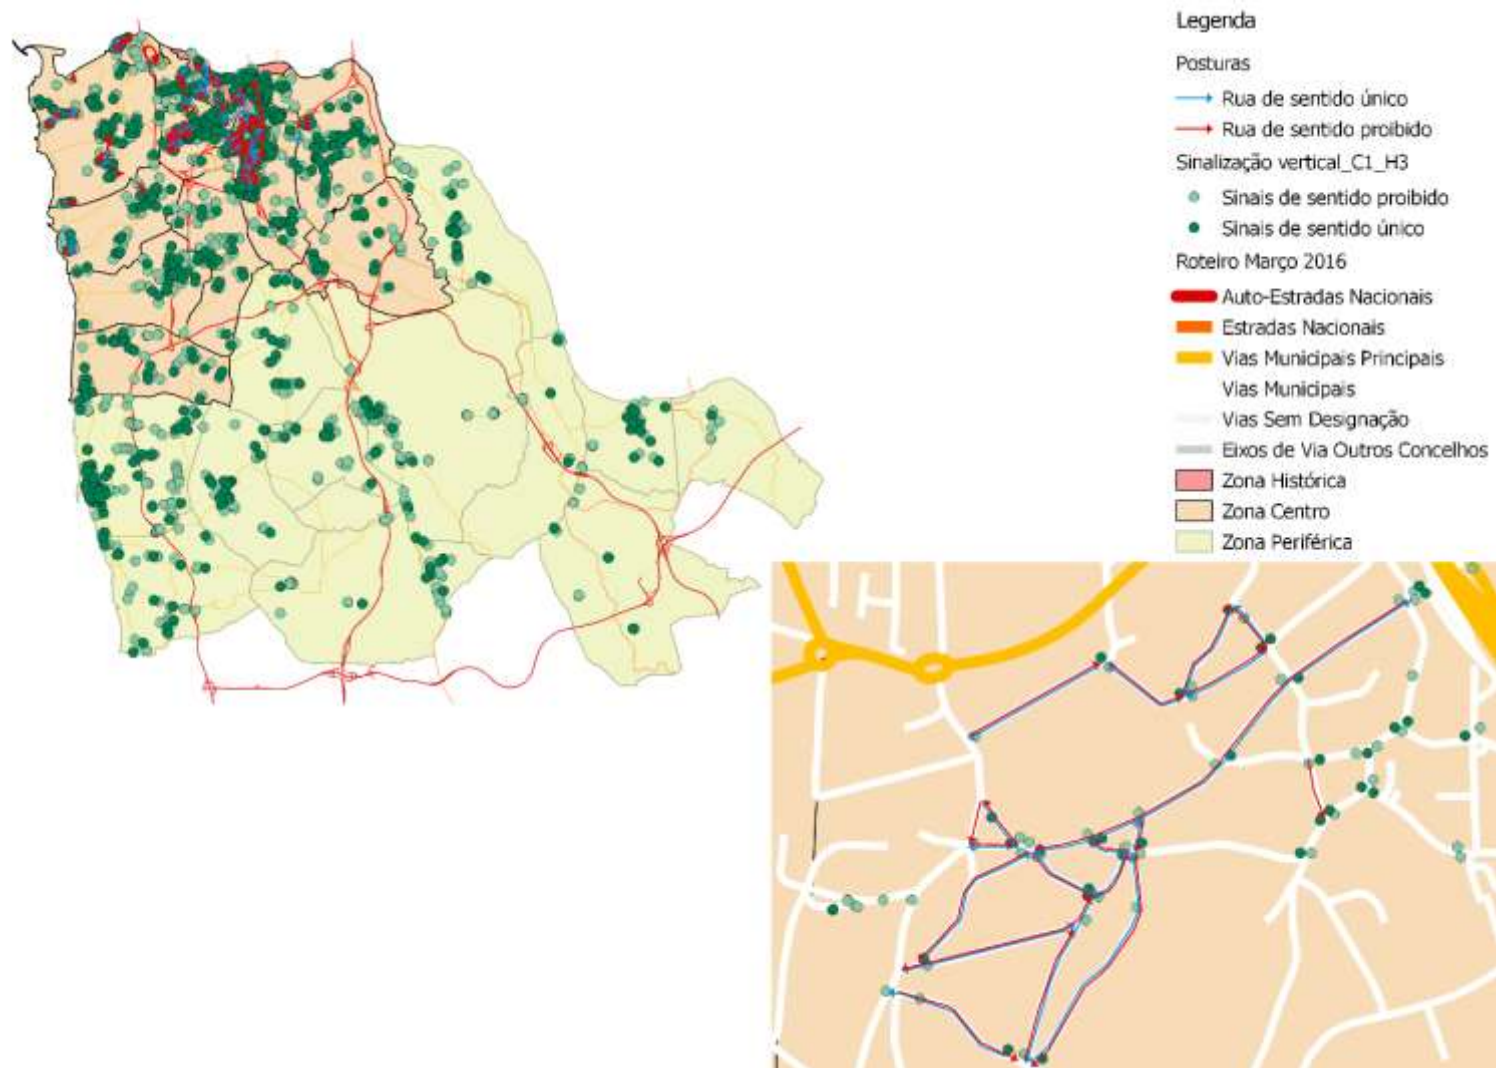 Legenda
Posturas
Rua de sentido único
Rua de sentido proibido
Sinalização vertical_C1_H3
Sinais de sentido proibido
Sinais de sentido único
Roteiro Março 2016
Auto-Estradas Nacionais
Estradas Nacionais
Vias Municipais Principais
Vias Municipais
Vias Sem Designação
Eixos de Via Outros Concelhos
Zona Histórica
Zona Centro
Zona Periférica